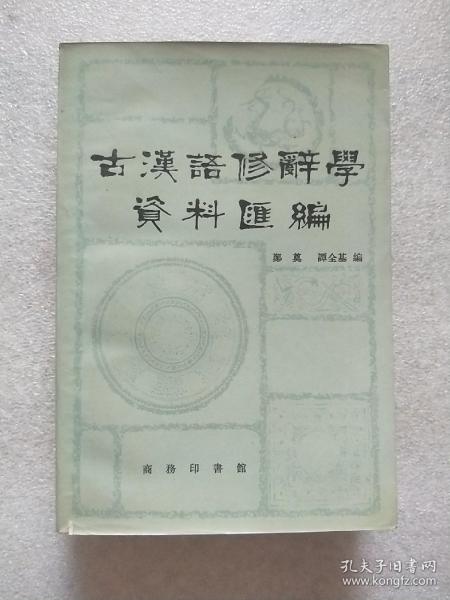 古漢語修辭學
資料匯編
鄭奠 譚全基 編
商務印書館
孔夫子旧书网
www.kongfz.com